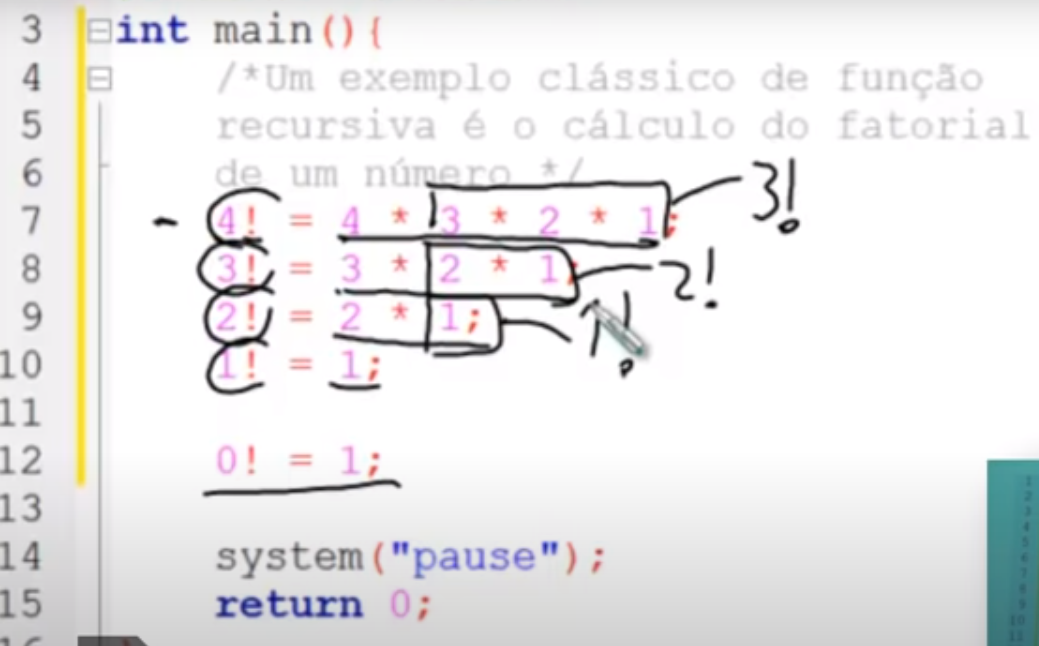 3 int main(){
4 /*Um exemplo clássico de função
5 recursiva é o cálculo do fatorial
6 de um número */
7 - 4! = 4 * 3 * 2 * 1; 3!
8 3! = 3 * 2 * 1; 2!
9 2! = 2 * 1; 1!
10 1! = 1;
11
12 0! = 1;
13
14 system("pause");
15 return 0;